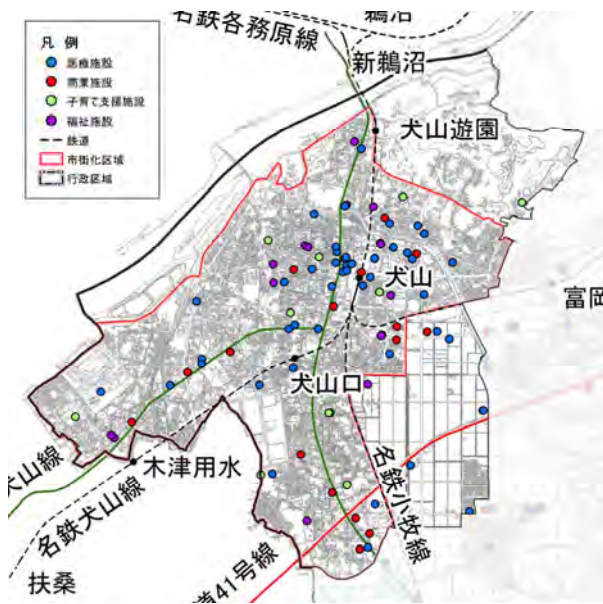 名鉄各務原線
鵜沼
新鵜沼
凡 例
医療施設
商業施設
子育て支援施設
福祉施設
鉄道
市街化区域
行政区域
犬山遊園
犬山
富岡
犬山口
木津用水
犬山線
名鉄犬山線
名鉄小牧線
道41号線
扶桑